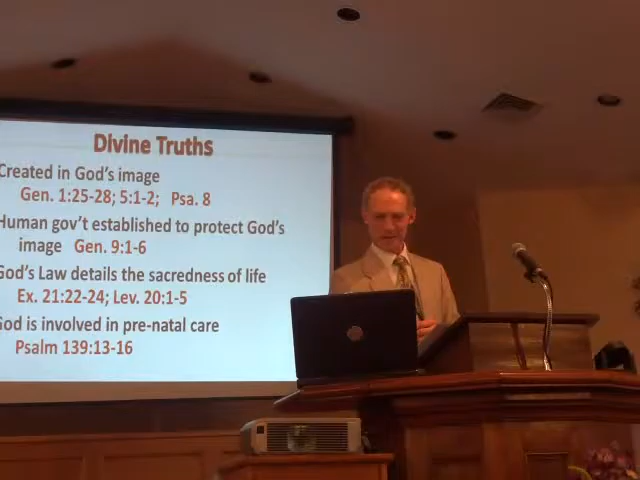 Divine Truths
Created in God's image
Gen. 1:25-28; 5:1-2; Psa. 8
Human gov't established to protect God's
image Gen. 9:1-6
God's Law details the sacredness of life
Ex. 21:22-24; Lev. 20:1-5
God is involved in pre-natal care
Psalm 139:13-16